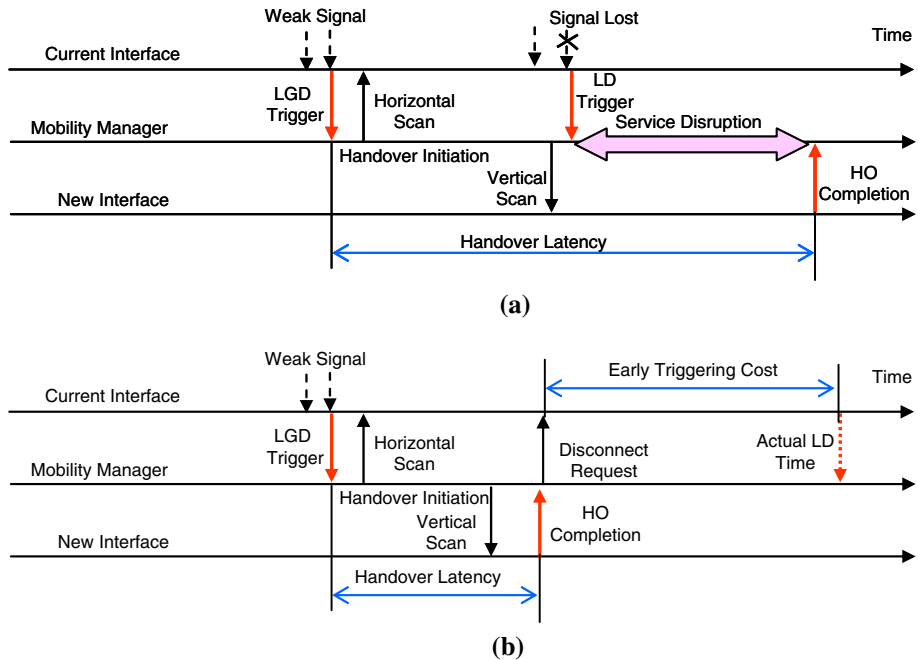 Weak Signal
Signal Lost
Time
Current Interface
LGD
Trigger
Horizontal
Scan
LD
Trigger
Service Disruption
Mobility Manager
Handover Initiation
Vertical
Scan
HO
Completion
New Interface
Handover Latency
(a)
Weak Signal
Early Triggering Cost
Time
Current Interface
LGD
Trigger
Horizontal
Scan
Disconnect
Request
Actual LD
Time
Mobility Manager
Handover Initiation
Vertical
Scan
HO
Completion
New Interface
Handover Latency
(b)